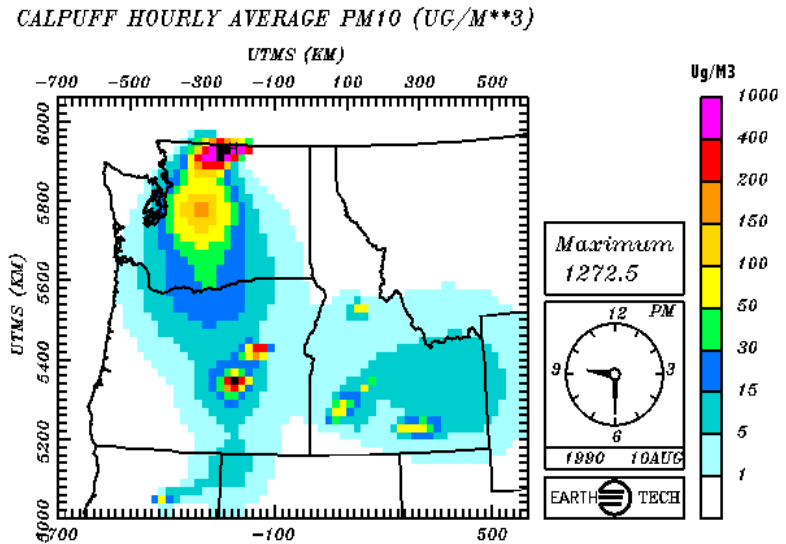 CALPUFF HOURLY AVERAGE PM10 (UG/M**3)
UTMS (KM)
-700 -500 -300 -100 100 300 500
Ug/M3
1000
400
200
150
100
50
30
15
5
1
UTMS (KM)
6000
5800
5600
5400
5200
5000
-700 -100 500
Maximum
1272.5
12 PM
9 3
6
1990 10AUG
EARTH TECH